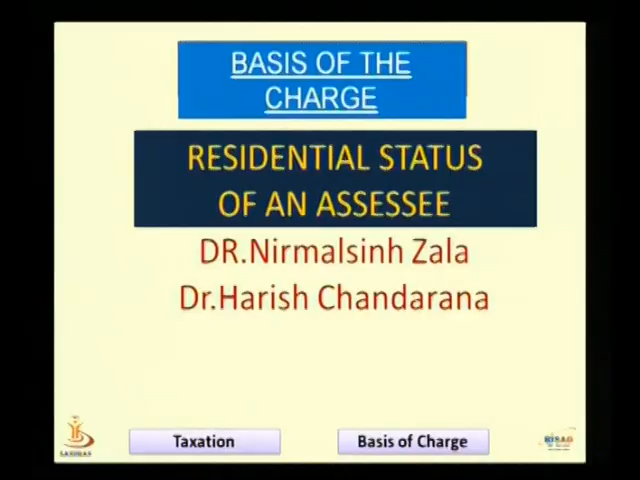 BASIS OF THE
CHARGE
RESIDENTIAL STATUS
OF AN ASSESSEE
DR.Nirmalsinh Zala
Dr.Harish Chandarana
Taxation
Basis of Charge
BISAG